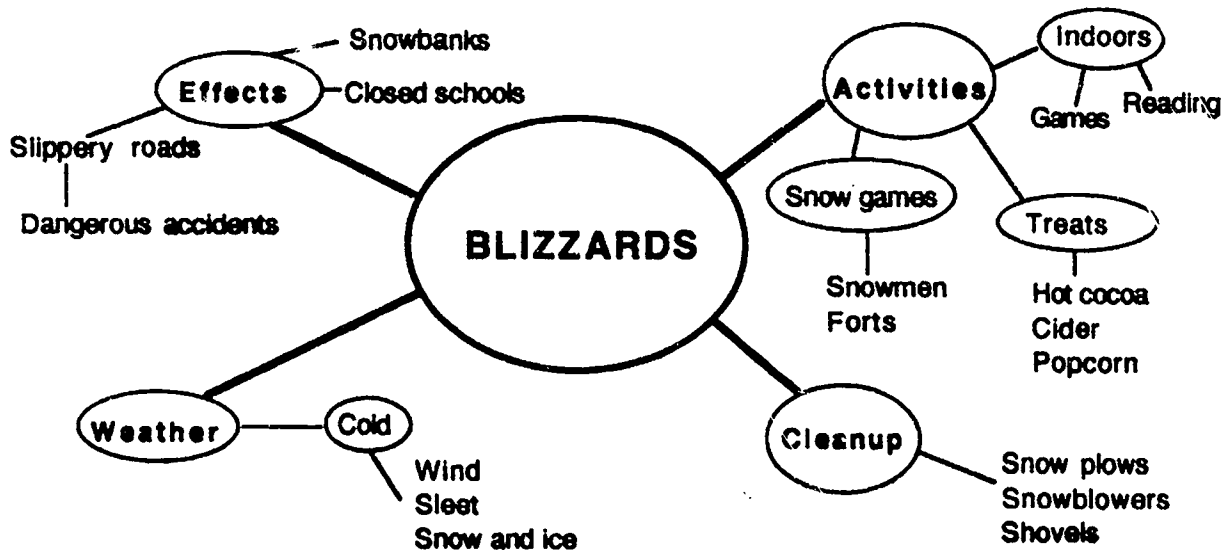 Snowbanks
Effects
Closed schools
Slippery roads
Dangerous accidents
Activities
Indoors
Games
Reading
Snow games
Snowmen
Forts
Treats
Hot cocoa
Cider
Popcorn
BLIZZARDS
Weather
Cold
Wind
Sleet
Snow and ice
Cleanup
Snow plows
Snowblowers
Shovels